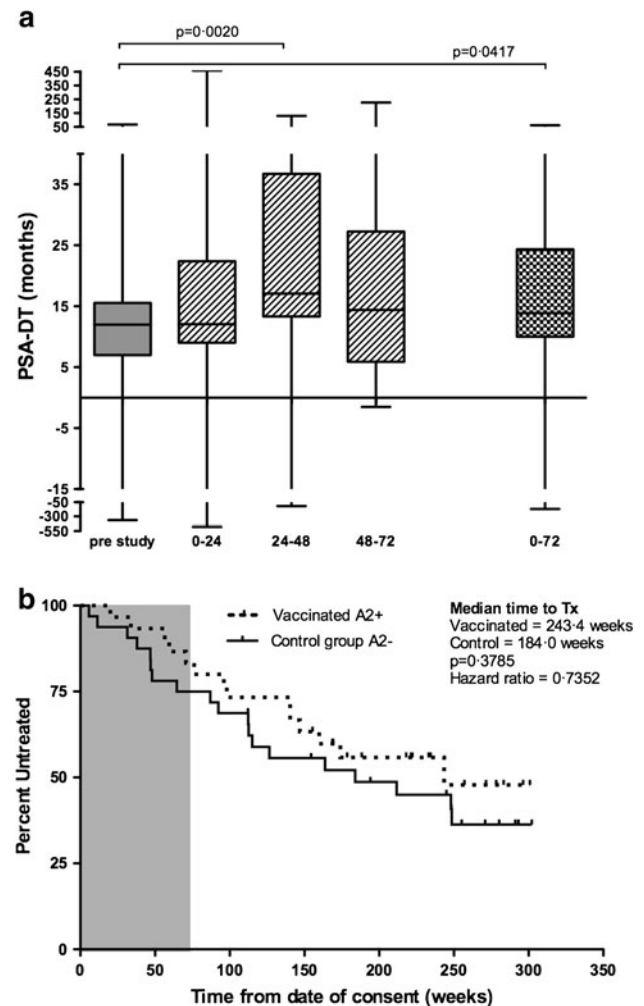 a
p=0·0020
p=0·0417
450
350
250
150
50
35
25
15
5
-5
-15
-50
-300
-550
PSA-DT (months)
pre study 0-24 24-48 48-72 0-72
b
100
75
50
25
0
Percent Untreated
Vaccinated A2+
Control group A2-
Median time to Tx
Vaccinated = 243·4 weeks
Control = 184·0 weeks
p=0·3785
Hazard ratio = 0·7352
0 50 100 150 200 250 300 350
Time from date of consent (weeks)